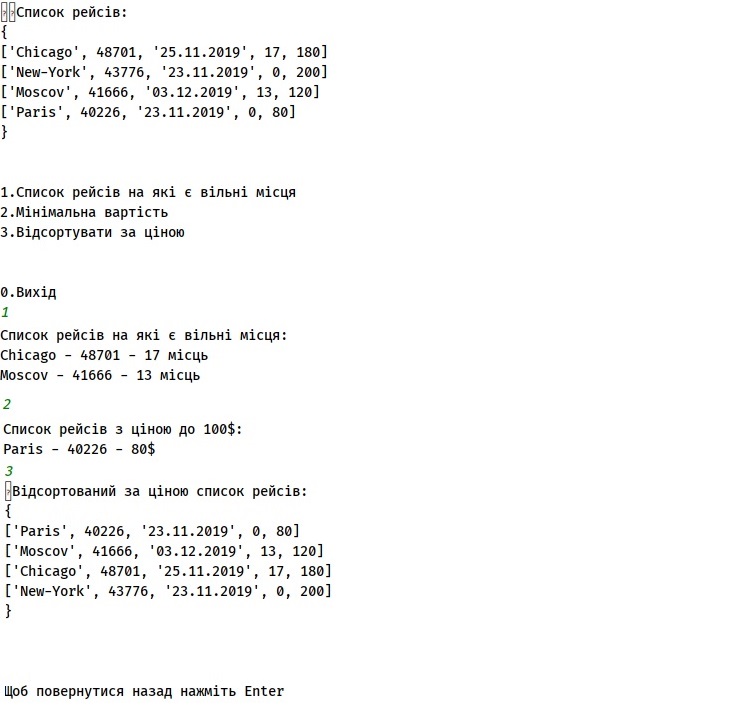 Список рейсів:
{
['Chicago', 48701, '25.11.2019', 17, 180]
['New-York', 43776, '23.11.2019', 0, 200]
['Moscov', 41666, '03.12.2019', 13, 120]
['Paris', 40226, '23.11.2019', 0, 80]
}
1.Список рейсів на які є вільні місця
2.Мінімальна вартість
3.Відсортувати за ціною
0.Вихід
1
Список рейсів на які є вільні місця:
Chicago - 48701 - 17 місць
Moscov - 41666 - 13 місць
2
Список рейсів з ціною до 100$:
Paris - 40226 - 80$
3
Відсортований за ціною список рейсів:
{
['Paris', 40226, '23.11.2019', 0, 80]
['Moscov', 41666, '03.12.2019', 13, 120]
['Chicago', 48701, '25.11.2019', 17, 180]
['New-York', 43776, '23.11.2019', 0, 200]
}
Щоб повернутися назад нажміть Enter